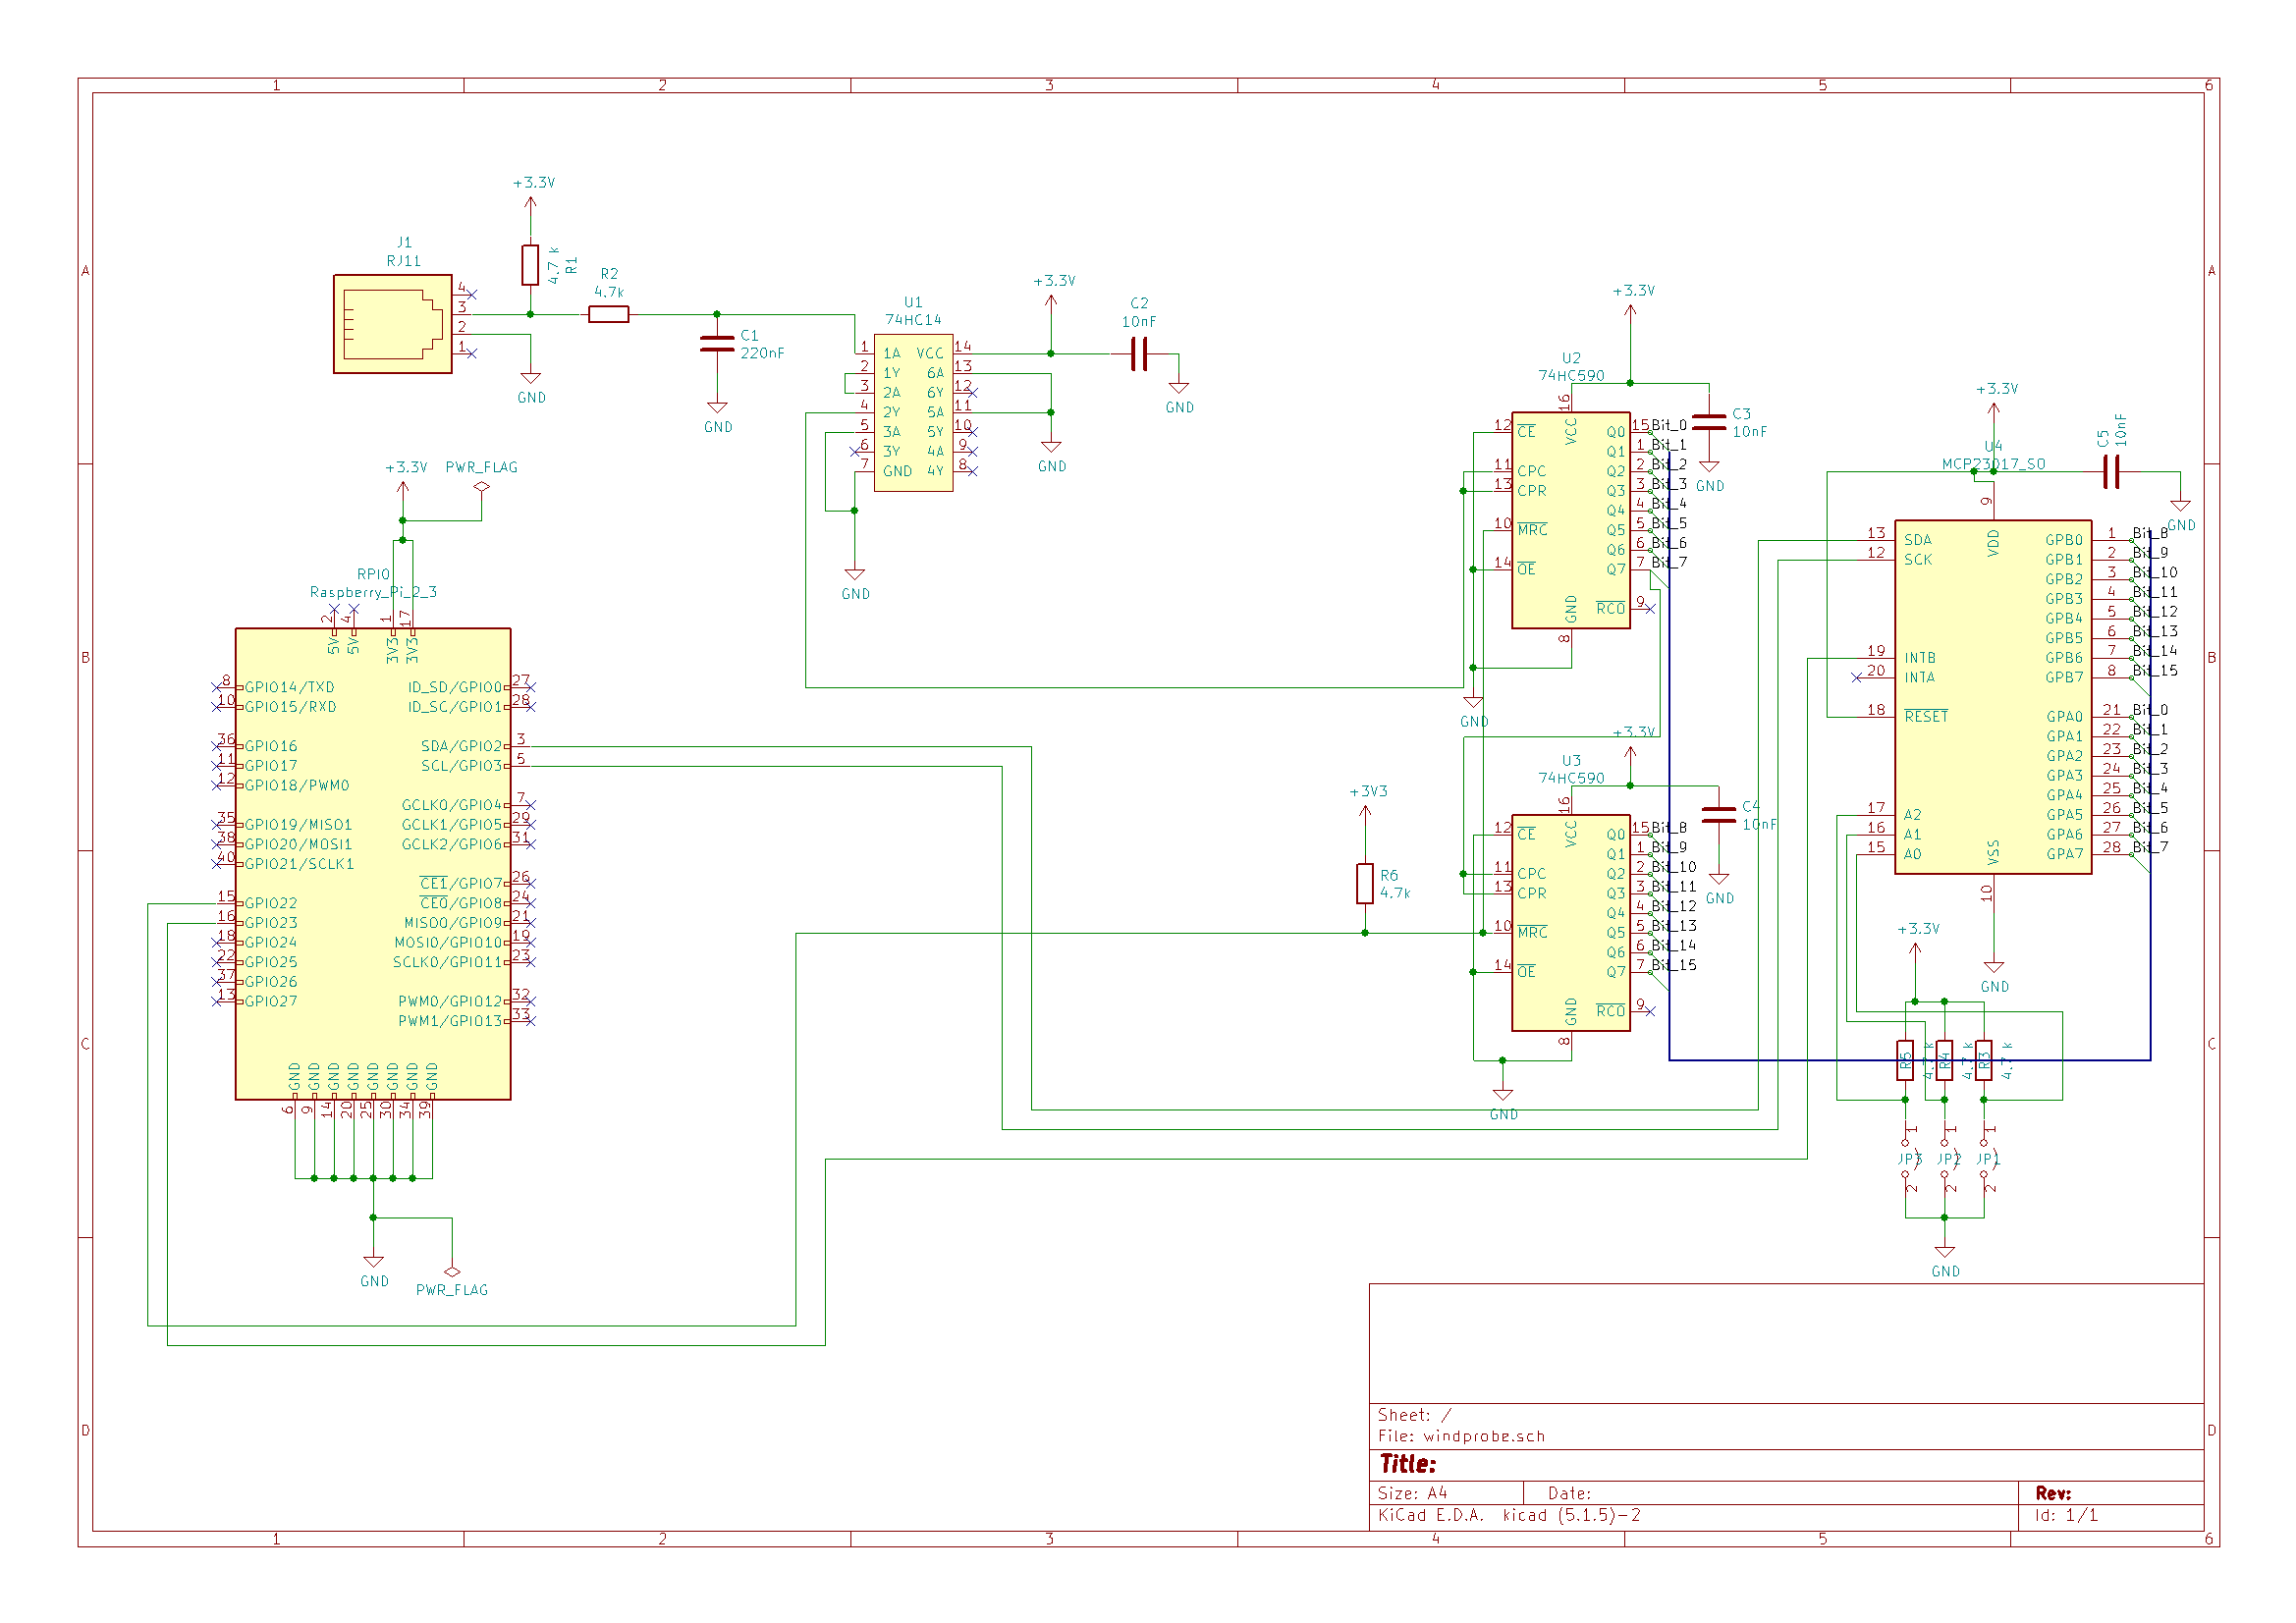 1 2 3 4 5 6
A
B
C
D
A
B
C
D
+3.3V
4.7 k
R1
J1
RJ11
4
3
2
1
GND
R2
4.7k
C1
220nF
GND
U1
74HC14
1 1A VCC 14
2 1Y 6A 13
3 2A 6Y 12
4 2Y 5A 11
5 3A 5Y 10
6 3Y 4A 9
7 GND 4Y 8
GND
+3.3V
C2
10nF
GND
GND
+3.3V PWR_FLAG
RPI0
Raspberry_Pi_2_3
2 4 1 17
5V 5V 3V3 3V3
8 GPIO14/TXD
10 GPIO15/RXD
36 GPIO16
11 GPIO17
12 GPIO18/PWM0
35 GPIO19/MISO1
38 GPIO20/MOSI1
40 GPIO21/SCLK1
15 GPIO22
16 GPIO23
18 GPIO24
22 GPIO25
37 GPIO26
13 GPIO27
ID_SD/GPIO0 27
ID_SC/GPIO1 28
SDA/GPIO2 3
SCL/GPIO3 5
GCLK0/GPIO4 7
GCLK1/GPIO5 29
GCLK2/GPIO6 31
CE1/GPIO7 26
CE0/GPIO8 24
MISO0/GPIO9 21
MOSI0/GPIO10 19
SCLK0/GPIO11 23
PWM0/GPIO12 32
PWM1/GPIO13 33
GND GND GND GND GND GND GND GND
6 9 14 20 25 30 34 39
GND
PWR_FLAG
+3.3V
U2
74HC590
16
VCC
12 CE
11 CPC
13 CPR
10 MRC
14 OE
Q0 15 Bit_0
Q1 1 Bit_1
Q2 2 Bit_2
Q3 3 Bit_3
Q4 4 Bit_4
Q5 5 Bit_5
Q6 6 Bit_6
Q7 7 Bit_7
RCO 9
GND
8
C3
10nF
GND
GND
+3.3V
U3
74HC590
16
VCC
12 CE
11 CPC
13 CPR
10 MRC
14 OE
Q0 15 Bit_8
Q1 1 Bit_9
Q2 2 Bit_10
Q3 3 Bit_11
Q4 4 Bit_12
Q5 5 Bit_13
Q6 6 Bit_14
Q7 7 Bit_15
RCO 9
GND
8
C4
10nF
GND
GND
+3V3
R6
4.7k
+3.3V
U4
MCP23017_SO
C5
10nF
GND
9
VDD
13 SDA
12 SCK
19 INTB
20 INTA
18 RESET
17 A2
16 A1
15 A0
GPB0 1 Bit_8
GPB1 2 Bit_9
GPB2 3 Bit_10
GPB3 4 Bit_11
GPB4 5 Bit_12
GPB5 6 Bit_13
GPB6 7 Bit_14
GPB7 8 Bit_15
GPA0 21 Bit_0
GPA1 22 Bit_1
GPA2 23 Bit_2
GPA3 24 Bit_3
GPA4 25 Bit_4
GPA5 26 Bit_5
GPA6 27 Bit_6
GPA7 28 Bit_7
VSS
10
GND
+3.3V
R5 4.7 k R4 4.7 k R3 4.7 k
1 1 1
JP3 JP2 JP1
2 2 2
GND
Sheet: /
File: windprobe.sch
Title:
Size: A4 Date: Rev:
KiCad E.D.A. kicad (5.1.5)-2 Id: 1/1
1 2 3 4 5 6